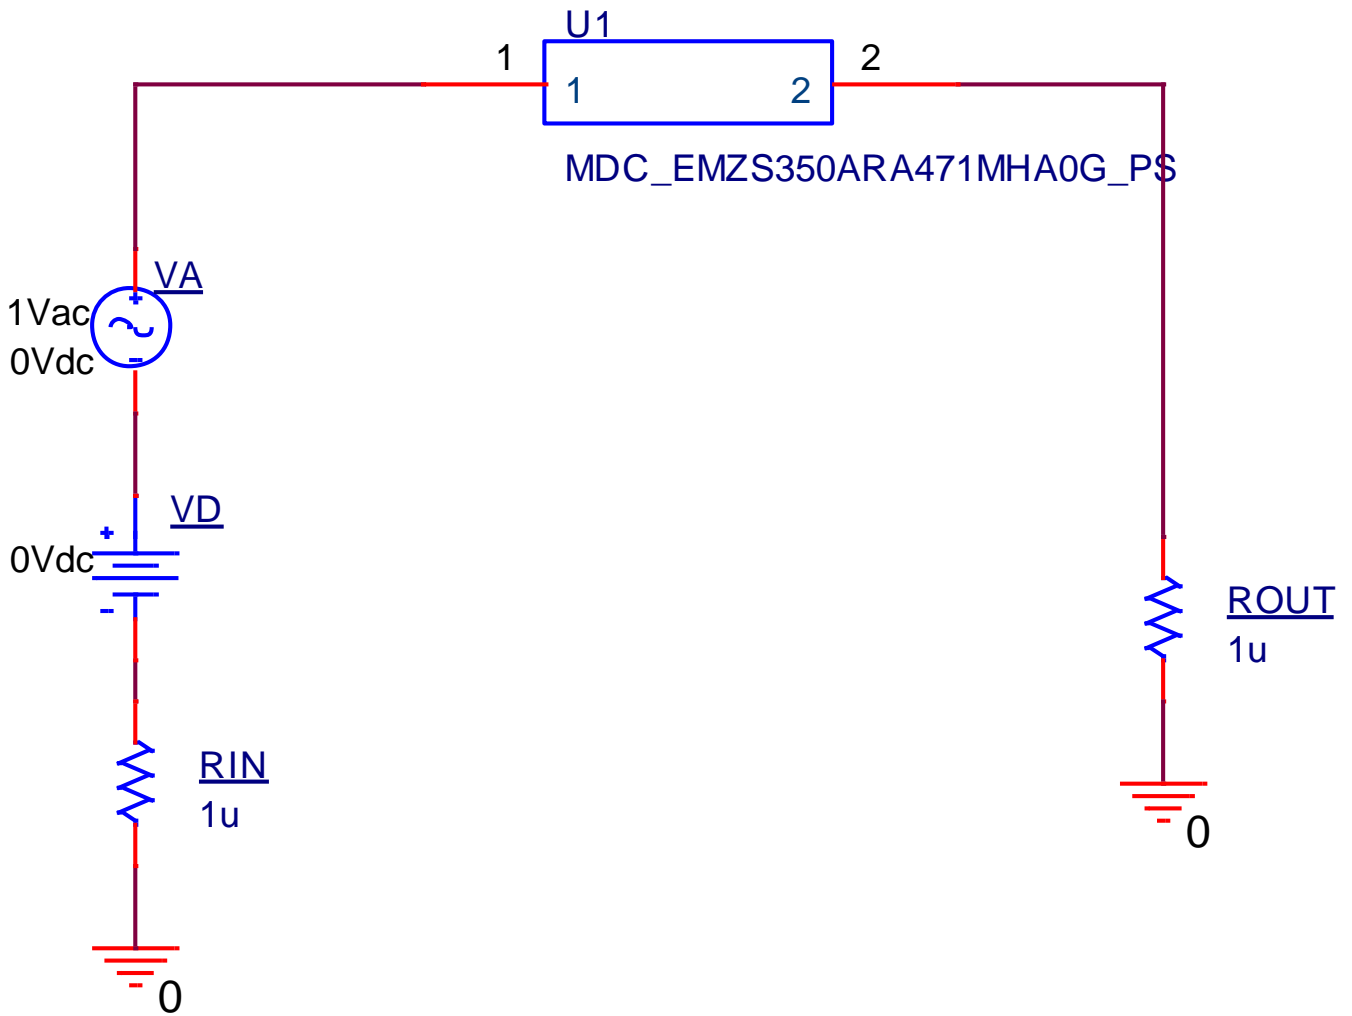 U1
1
2
1
2
MDC_EMZS350ARA471MHA0G_PS
VA
1Vac
0Vdc
VD
0Vdc
ROUT
1u
RIN
1u
0
0